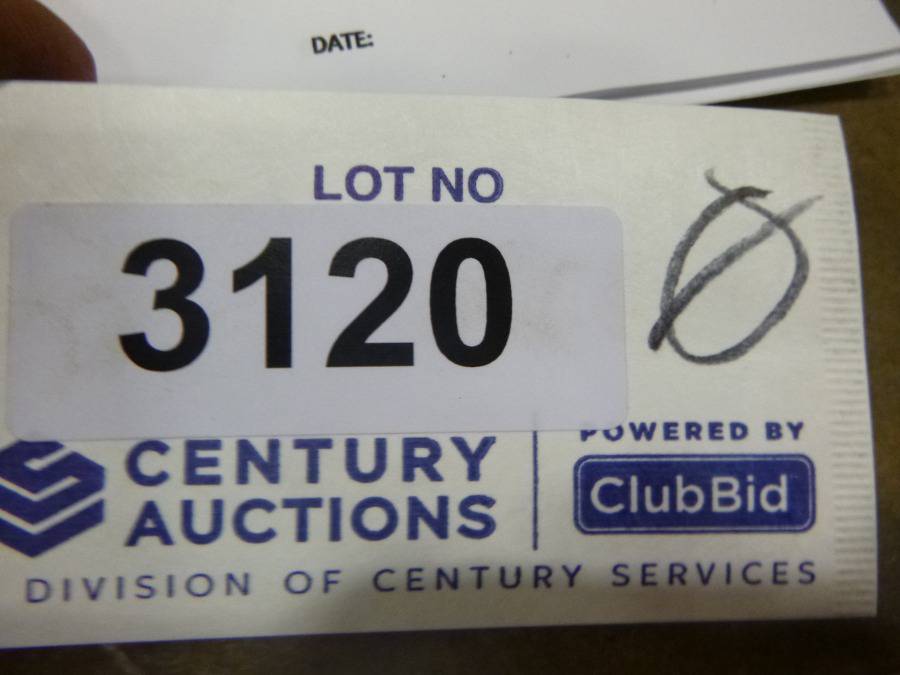 DATE:
LOT NO
3120
Ø
CENTURY
AUCTIONS
POWERED BY
ClubBid
DIVISION OF CENTURY SERVICES